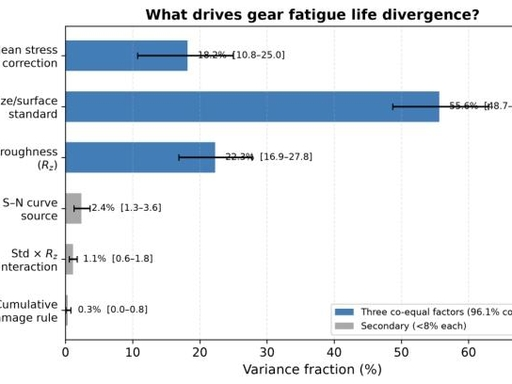 What drives gear fatigue life divergence?
ean stress
correction
18.2% [10.8–25.0]
ze/surface
standard
55.6% [48.7–
roughness
(Rz)
22.3% [16.9–27.8]
S–N curve
source
2.4% [1.3–3.6]
Std × Rz
nteraction
1.1% [0.6–1.8]
Cumulative
mage rule
0.3% [0.0–0.8]
Three co-equal factors (96.1% co
Secondary (<8% each)
0 10 20 30 40 50 60
Variance fraction (%)